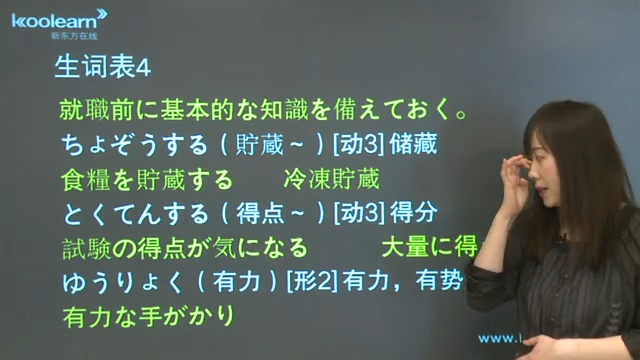 koolearn
新东方在线
生词表4
就職前に基本的な知識を備えておく。
ちょぞうする（貯蔵～）[动3]储藏
食糧を貯蔵する　　冷凍貯蔵
とくてんする（得点～）[动3]得分
試験の得点が気になる　　大量に得
ゆうりょく（有力）[形2]有力，有势
有力な手がかり
www.